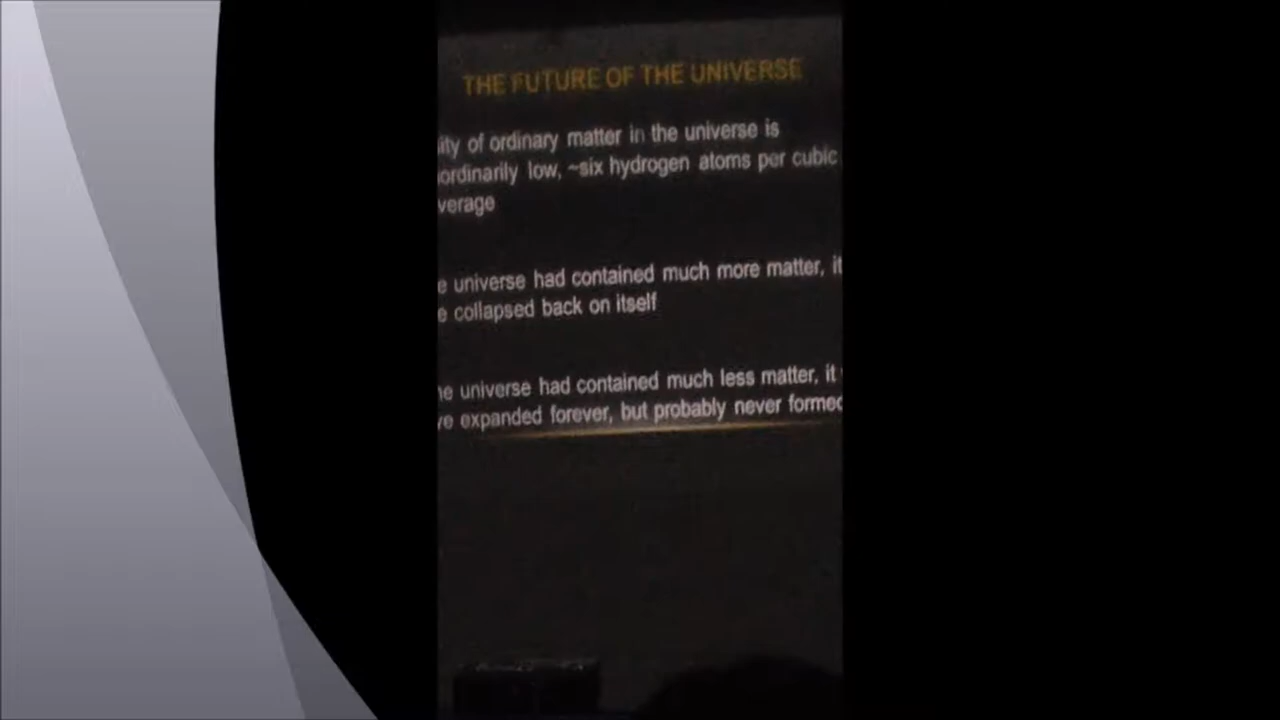 THE FUTURE OF THE UNIVERSE
ity of ordinary matter in the universe is
ordinarily low, ~six hydrogen atoms per cubic
verage
e universe had contained much more matter, it
e collapsed back on itself
he universe had contained much less matter, it
ve expanded forever, but probably never formed